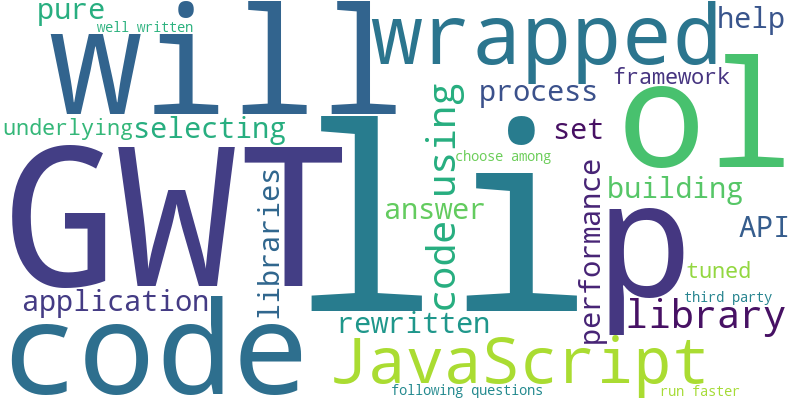 pure
well written
will
wrapped
help
framework
process
ol
underlying
selecting
code using
set
choose among
GWT
li
p
libraries
answer
performance
building
API
tuned
application
third party
library
rewritten
code
JavaScript
following questions
run faster